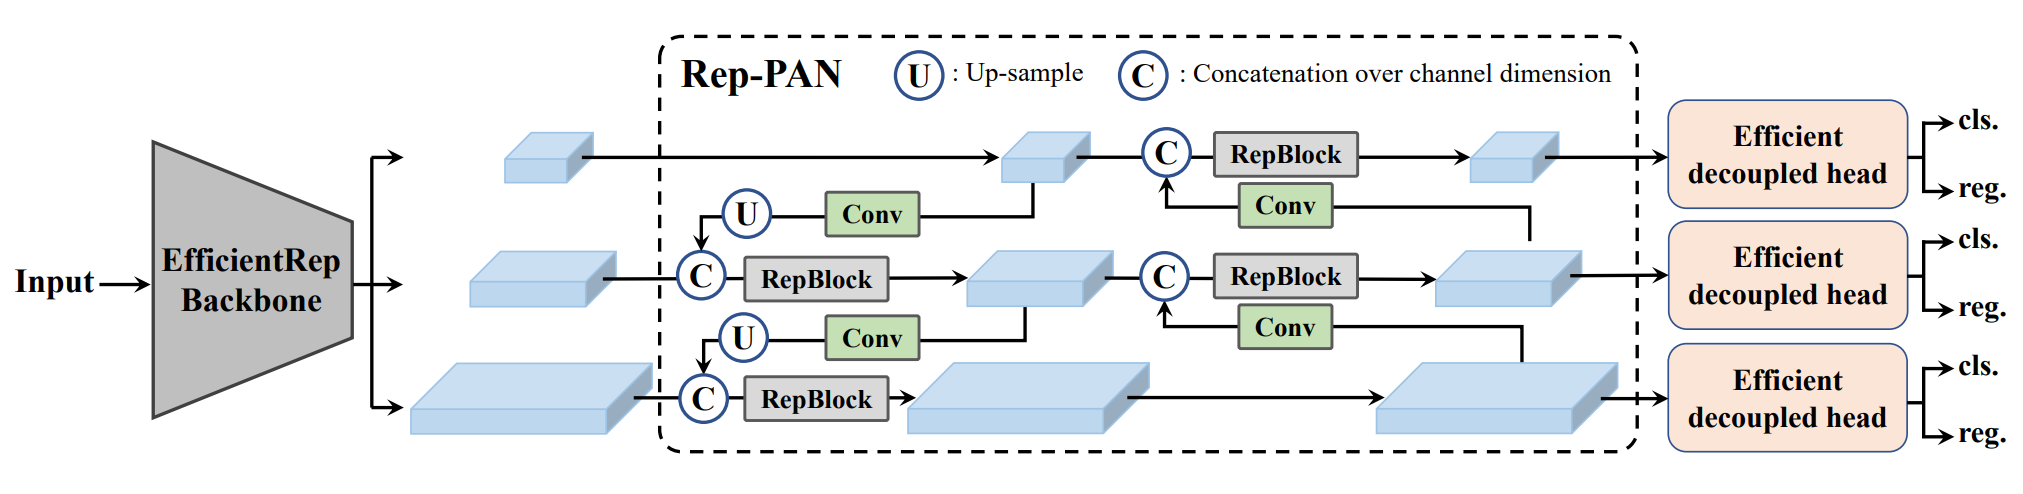 Rep-PAN
U : Up-sample
C : Concatenation over channel dimension
Input
EfficientRep
Backbone
C
RepBlock
Conv
U
Conv
C
RepBlock
C
RepBlock
U
Conv
Conv
C
RepBlock
Efficient
decoupled head
cls.
reg.
Efficient
decoupled head
cls.
reg.
Efficient
decoupled head
cls.
reg.